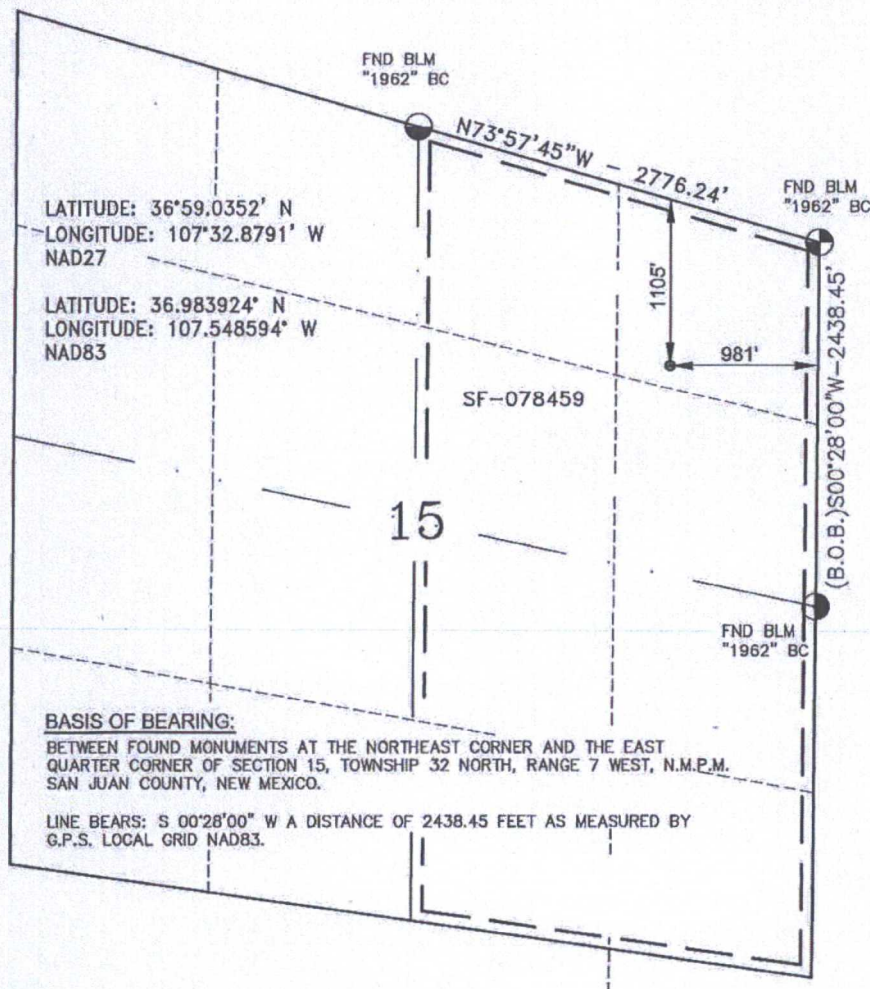 FND BLM
"1962" BC
N73°57'45"W - 2776.24'
FND BLM
"1962" BC
LATITUDE: 36°59.0352' N
LONGITUDE: 107°32.8791' W
NAD27
LATITUDE: 36.983924° N
LONGITUDE: 107.548594° W
NAD83
1105'
981'
SF-078459
(B.O.B.)S00°28'00"W-2438.45'
15
FND BLM
"1962" BC
BASIS OF BEARING:
BETWEEN FOUND MONUMENTS AT THE NORTHEAST CORNER AND THE EAST
QUARTER CORNER OF SECTION 15, TOWNSHIP 32 NORTH, RANGE 7 WEST, N.M.P.M.
SAN JUAN COUNTY, NEW MEXICO.
LINE BEARS: S 00°28'00" W A DISTANCE OF 2438.45 FEET AS MEASURED BY
G.P.S. LOCAL GRID NAD83.